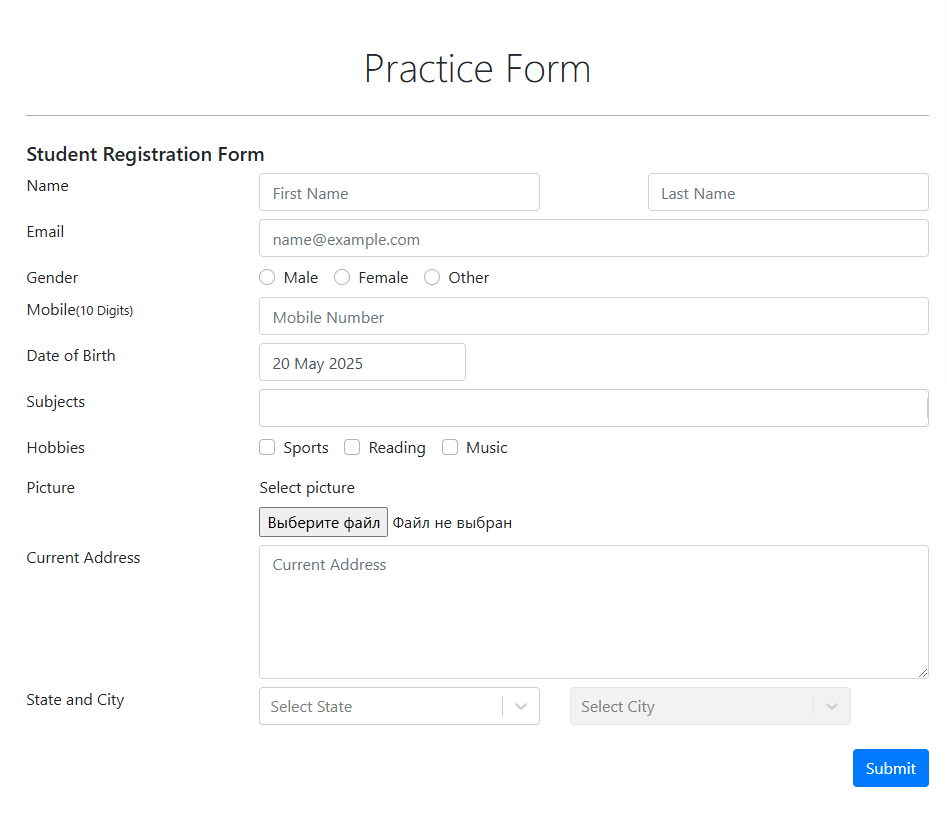 Practice Form
Student Registration Form
Name First Name Last Name
Email name@example.com
Gender Male Female Other
Mobile(10 Digits) Mobile Number
Date of Birth 20 May 2025
Subjects
Hobbies Sports Reading Music
Picture Select picture
Выберите файл Файл не выбран
Current Address Current Address
State and City Select State Select City
Submit